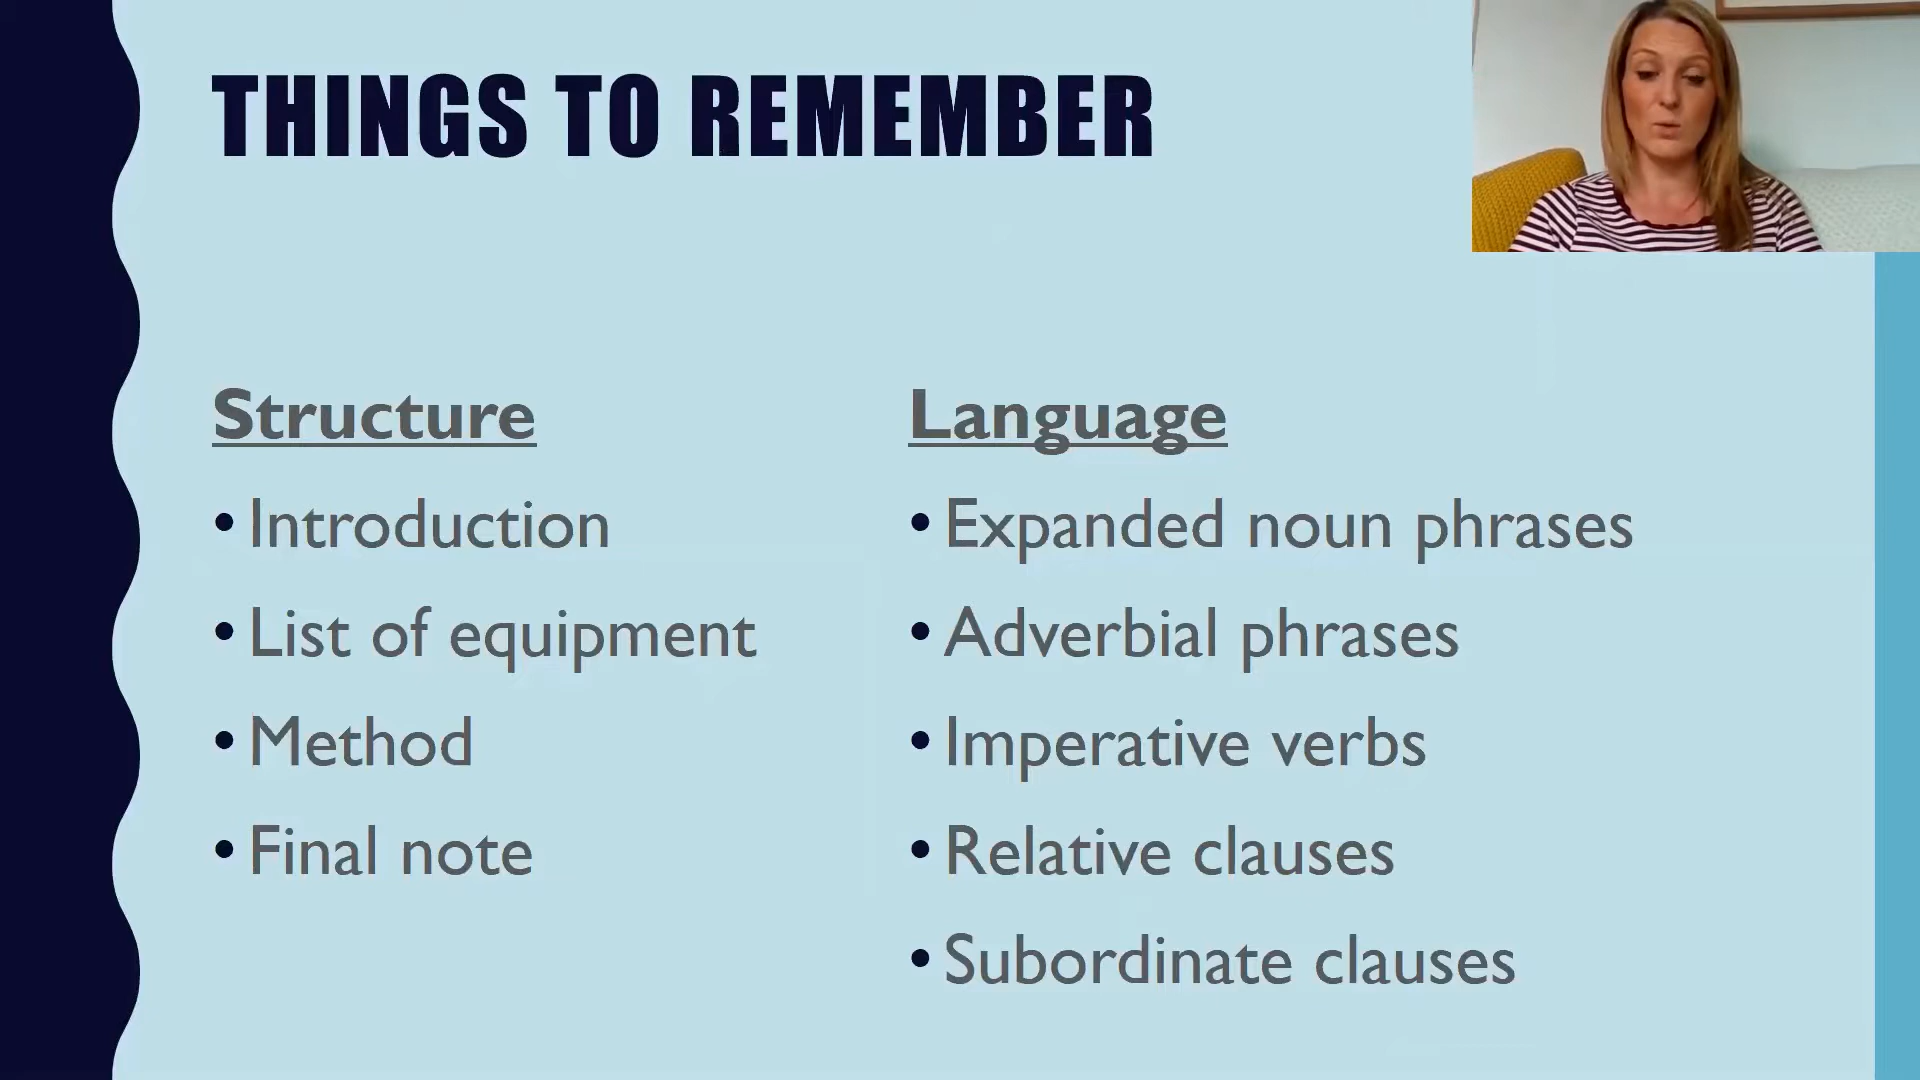 THINGS TO REMEMBER
Structure
• Introduction
• List of equipment
• Method
• Final note
Language
• Expanded noun phrases
• Adverbial phrases
• Imperative verbs
• Relative clauses
• Subordinate clauses